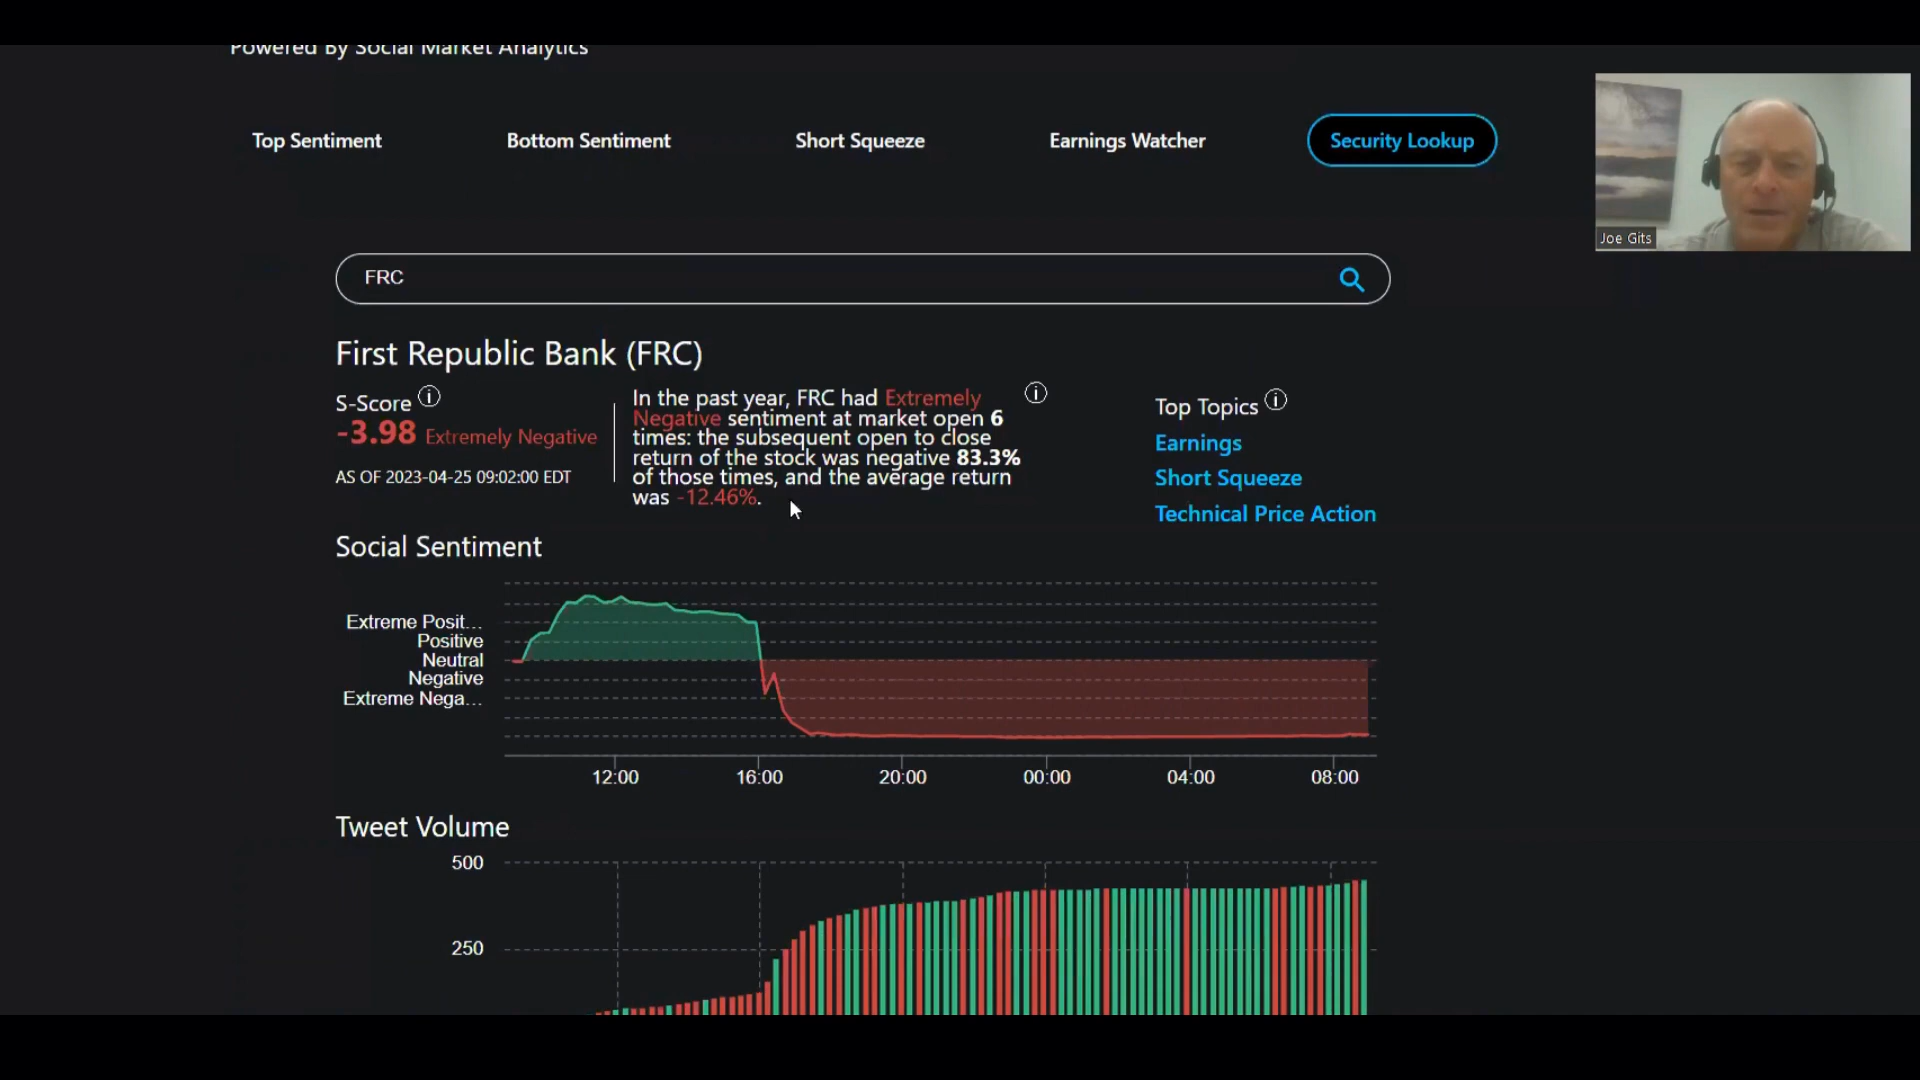 Powered By Social Market Analytics
Top Sentiment
Bottom Sentiment
Short Squeeze
Earnings Watcher
Security Lookup
Joe Gits
FRC
First Republic Bank (FRC)
S-Score
-3.98 Extremely Negative
AS OF 2023-04-25 09:02:00 EDT
In the past year, FRC had Extremely
Negative sentiment at market open 6
times: the subsequent open to close
return of the stock was negative 83.3%
of those times, and the average return
was -12.46%.
Top Topics
Earnings
Short Squeeze
Technical Price Action
Social Sentiment
Extreme Posit...
Positive
Neutral
Negative
Extreme Nega...
12:00
16:00
20:00
00:00
04:00
08:00
Tweet Volume
500
250